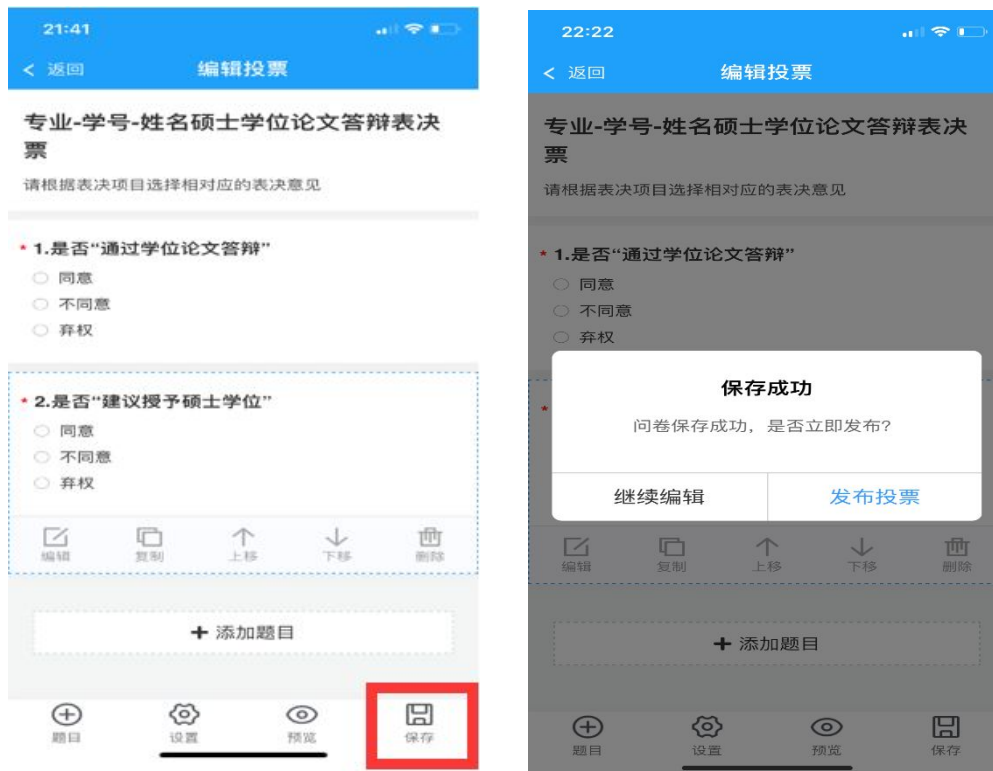 21:41
< 返回
编辑投票
专业-学号-姓名硕士学位论文答辩表决
票
请根据表决项目选择相对应的表决意见
* 1.是否“通过学位论文答辩”
同意
不同意
弃权
* 2.是否“建议授予硕士学位”
同意
不同意
弃权
编辑 复制 上移 下移 删除
+ 添加题目
题目 设置 预览 保存
22:22
< 返回
编辑投票
专业-学号-姓名硕士学位论文答辩表决
票
请根据表决项目选择相对应的表决意见
* 1.是否“通过学位论文答辩”
同意
不同意
弃权
*
保存成功
问卷保存成功，是否立即发布?
继续编辑 发布投票
编辑 复制 上移 下移 删除
+ 添加题目
题目 设置 预览 保存